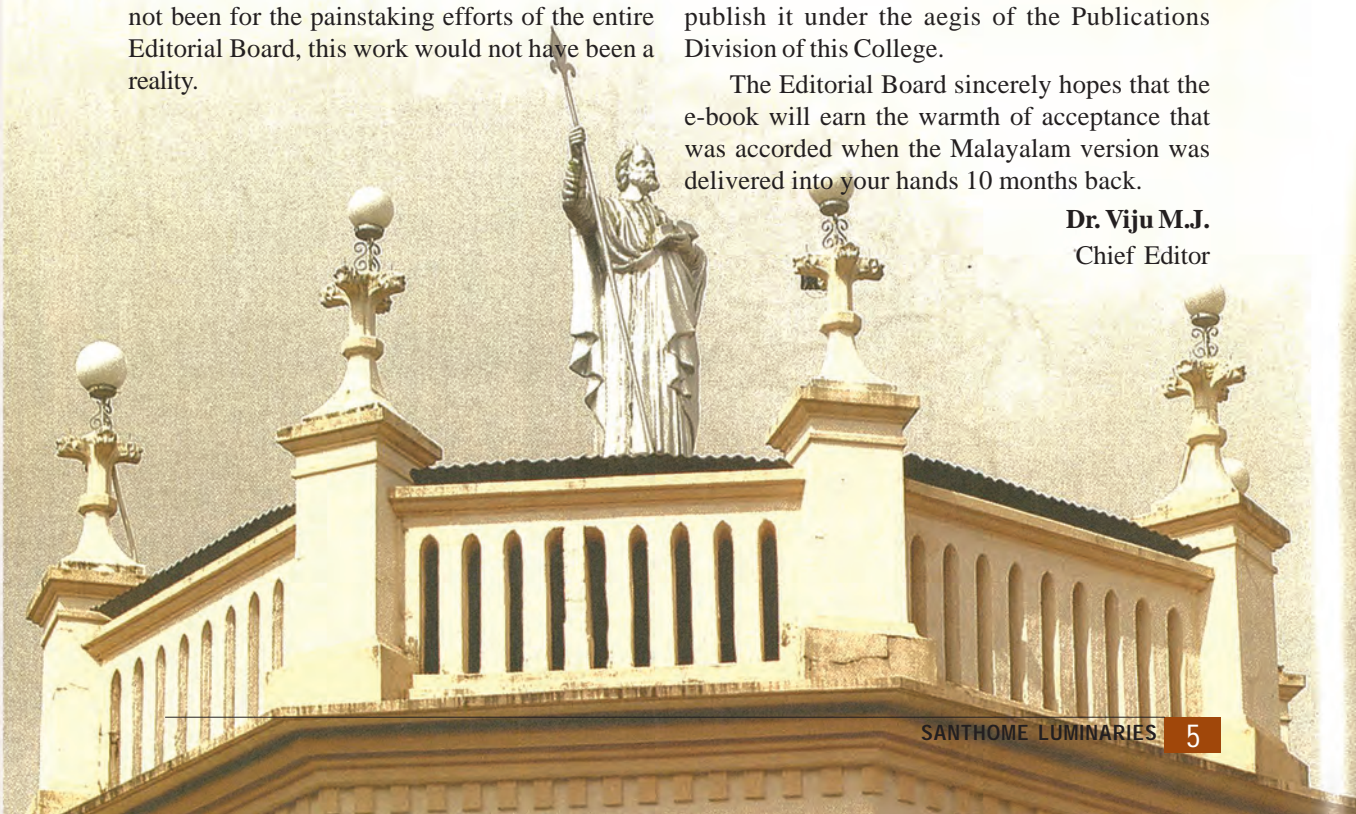 not been for the painstaking efforts of the entire
Editorial Board, this work would not have been a
reality.
publish it under the aegis of the Publications
Division of this College.
The Editorial Board sincerely hopes that the
e-book will earn the warmth of acceptance that
was accorded when the Malayalam version was
delivered into your hands 10 months back.
Dr. Viju M.J.
Chief Editor
SANTHOME LUMINARIES 5